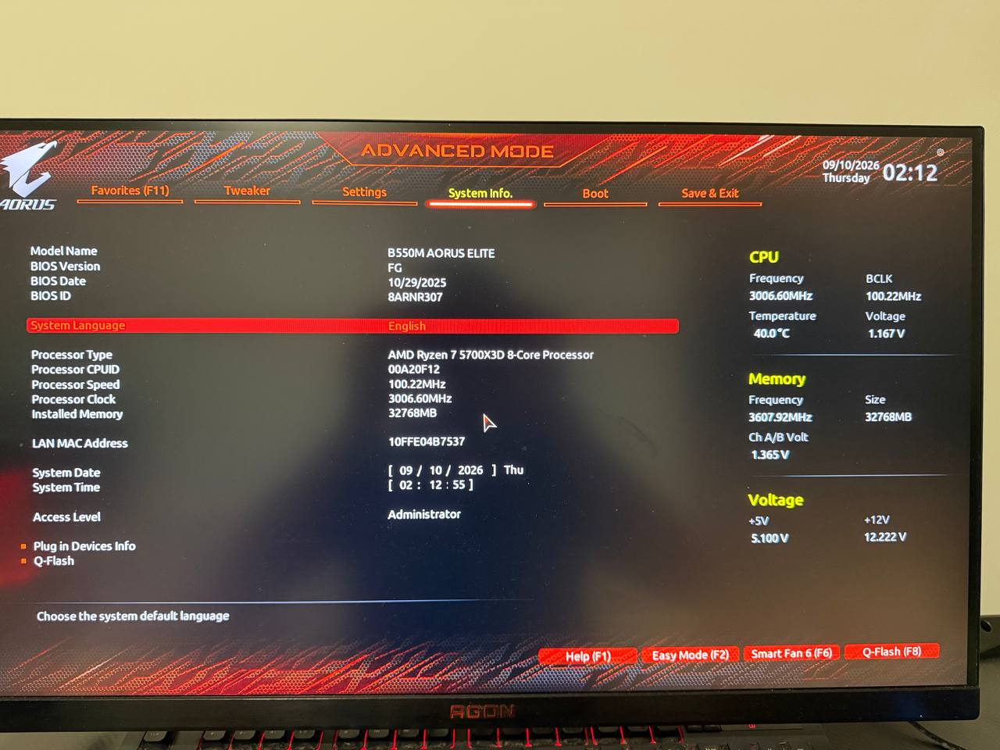 ADVANCED MODE
AORUS
09/10/2026
Thursday
02:12
Favorites (F11)
Tweaker
Settings
System Info.
Boot
Save & Exit
Model Name B550M AORUS ELITE
BIOS Version FG
BIOS Date 10/29/2025
BIOS ID 8ARNR307
System Language English
Processor Type AMD Ryzen 7 5700X3D 8-Core Processor
Processor CPUID 00A20F12
Processor Speed 100.22MHz
Processor Clock 3006.60MHz
Installed Memory 32768MB
LAN MAC Address 10FFE04B7537
System Date [ 09 / 10 / 2026 ] Thu
System Time [ 02 : 12 : 55 ]
Access Level Administrator
Plug in Devices Info
Q-Flash
Choose the system default language
CPU
Frequency BCLK
3006.60MHz 100.22MHz
Temperature Voltage
40.0 °C 1.167 V
Memory
Frequency Size
3607.92MHz 32768MB
Ch A/B Volt
1.365 V
Voltage
+5V +12V
5.100 V 12.222 V
Help (F1)
Easy Mode (F2)
Smart Fan 6 (F6)
Q-Flash (F8)
AGON